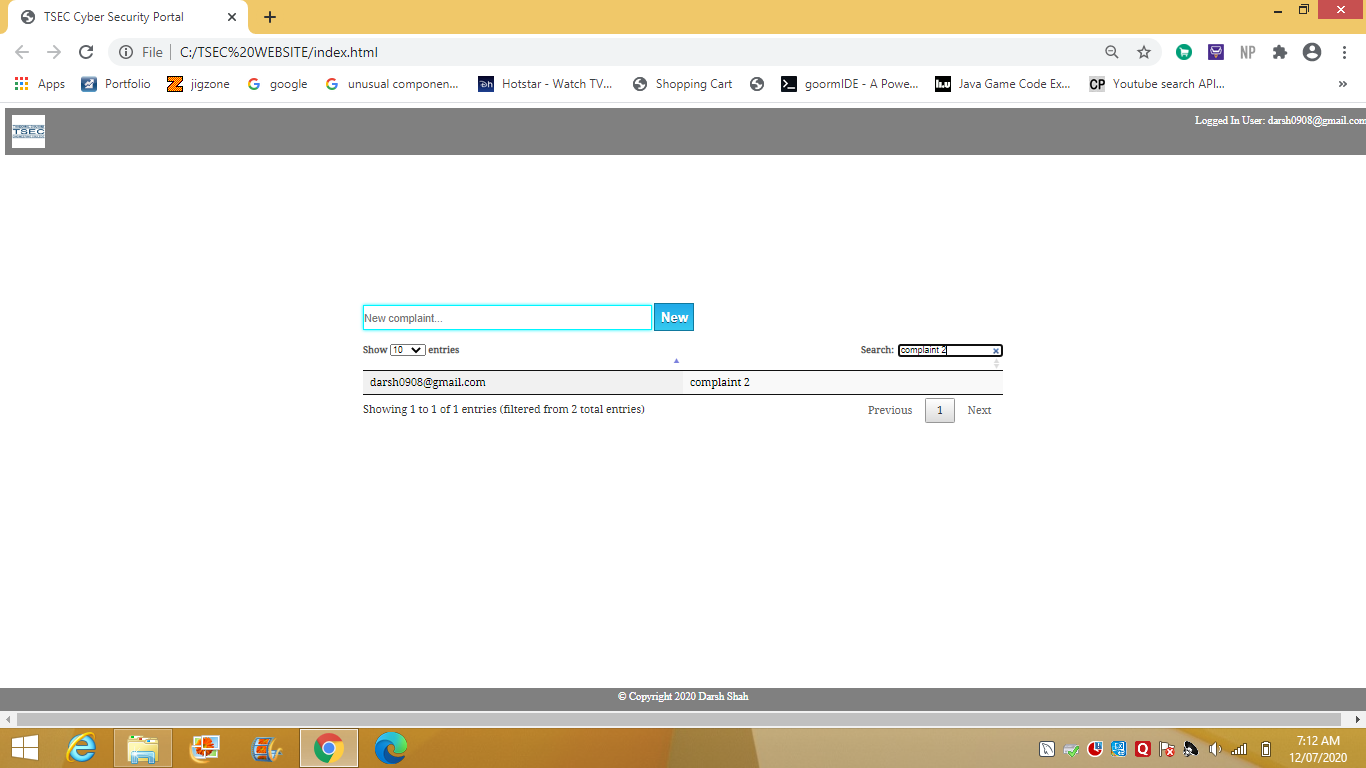 TSEC Cyber Security Portal
File C:/TSEC%20WEBSITE/index.html NP
Apps Portfolio jigzone google unusual componen... Hotstar - Watch TV... Shopping Cart goormIDE - A Powe... Java Game Code Ex... CP Youtube search API... »
TSEC Logged In User: darsh0908@gmail.com
New complaint... New
Show 10 entries Search: complaint 2
darsh0908@gmail.com complaint 2
Showing 1 to 1 of 1 entries (filtered from 2 total entries) Previous 1 Next
© Copyright 2020 Darsh Shah
7:12 AM
12/07/2020